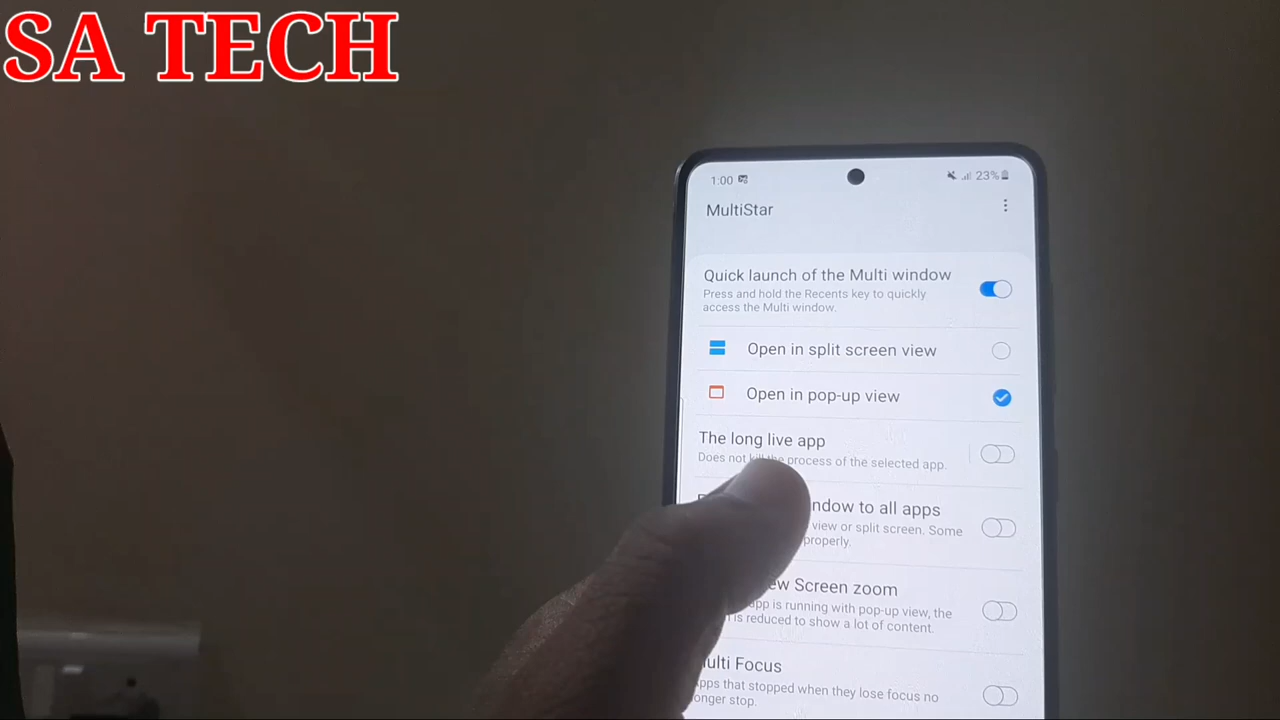 SA TECH
1:00
23%
MultiStar
Quick launch of the Multi window
Press and hold the Recents key to quickly
access the Multi window.
Open in split screen view
Open in pop-up view
The long live app
Does not kill the process of the selected app.
ndow to all apps
view or split screen. Some
properly.
ew Screen zoom
app is running with pop-up view, the
is reduced to show a lot of content.
ulti Focus
pps that stopped when they lose focus no
onger stop.